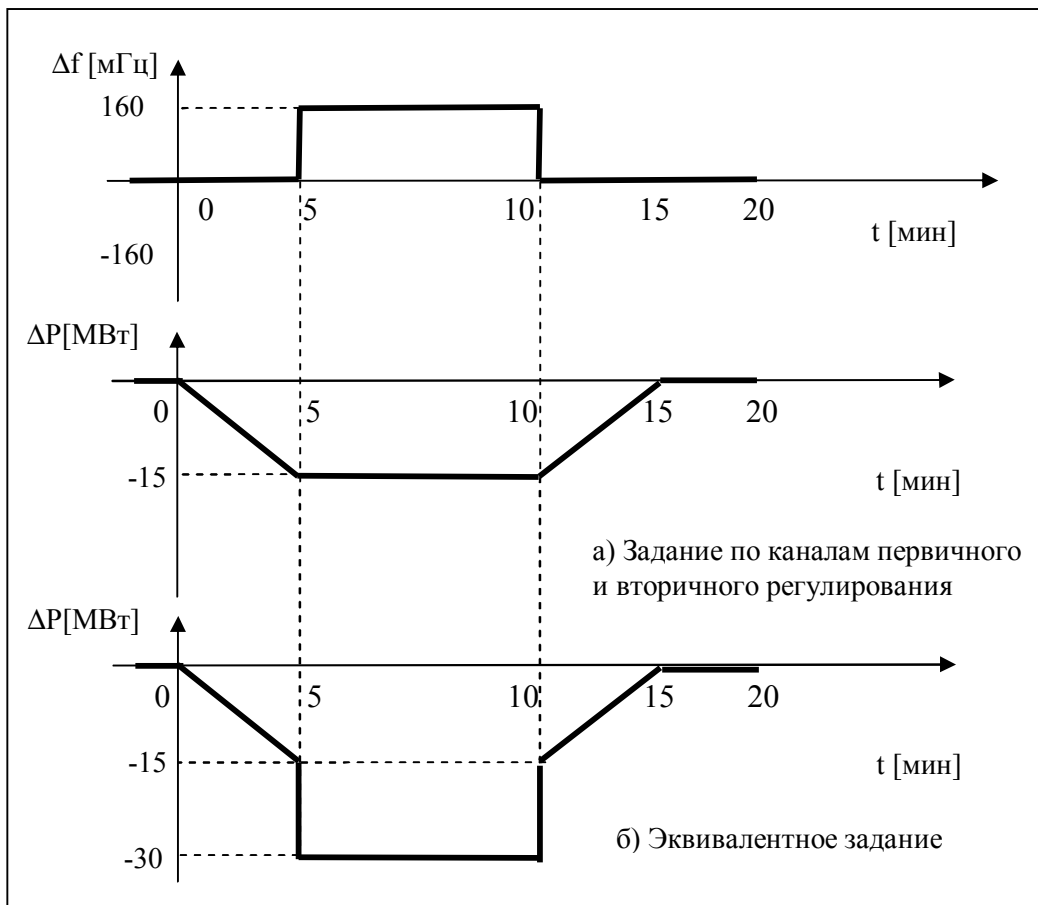 Δf [мГц]
160
0 5 10 15 20
t [мин]
-160
ΔP[МВт]
0 5 10 15 20
-15
t [мин]
а) Задание по каналам первичного
и вторичного регулирования
ΔP[МВт]
0 5 10 15 20
-15
t [мин]
б) Эквивалентное задание
-30